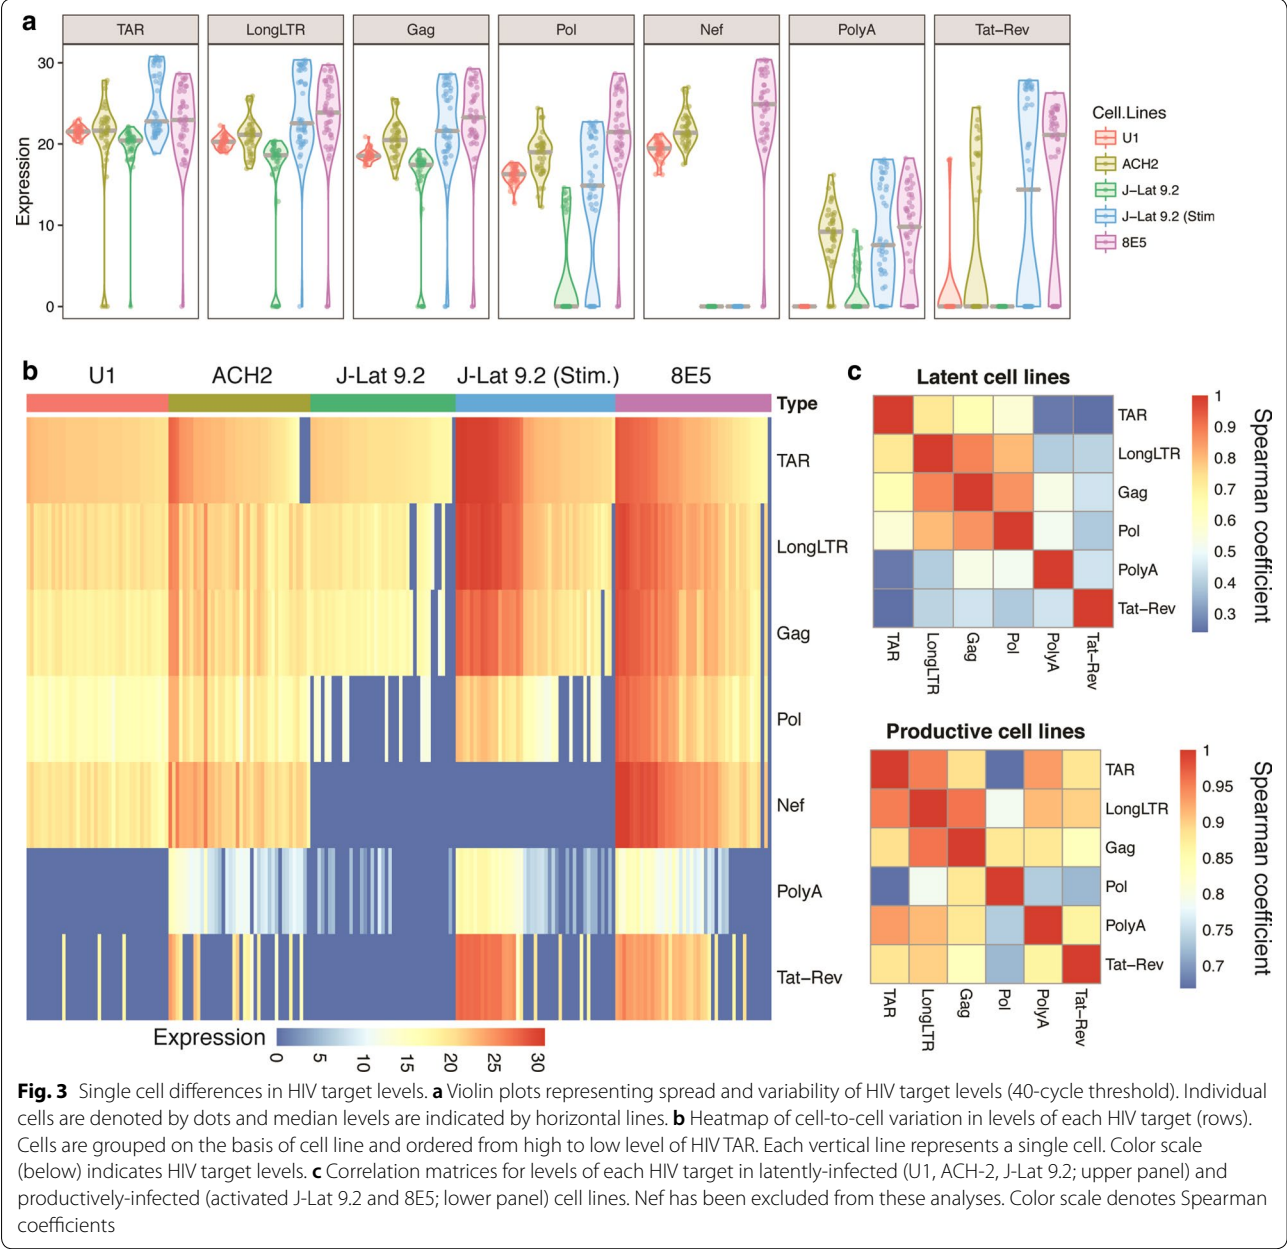 a
TAR
LongLTR
Gag
Pol
Nef
PolyA
Tat−Rev
Expression
30
20
10
0
Cell.Lines
U1
ACH2
J−Lat 9.2
J−Lat 9.2 (Stim
8E5
b
U1
ACH2
J-Lat 9.2
J-Lat 9.2 (Stim.)
8E5
Type
TAR
LongLTR
Gag
Pol
Nef
PolyA
Tat−Rev
Expression
0
5
10
15
20
25
30
c
Latent cell lines
TAR
LongLTR
Gag
Pol
PolyA
Tat−Rev
TAR
LongLTR
Gag
Pol
PolyA
Tat−Rev
1
0.9
0.8
0.7
0.6
0.5
0.4
0.3
Spearman coefficient
Productive cell lines
TAR
LongLTR
Gag
Pol
PolyA
Tat−Rev
TAR
LongLTR
Gag
Pol
PolyA
Tat−Rev
1
0.95
0.9
0.85
0.8
0.75
0.7
Spearman coefficient
Fig. 3 Single cell differences in HIV target levels. a Violin plots representing spread and variability of HIV target levels (40-cycle threshold). Individual
cells are denoted by dots and median levels are indicated by horizontal lines. b Heatmap of cell-to-cell variation in levels of each HIV target (rows).
Cells are grouped on the basis of cell line and ordered from high to low level of HIV TAR. Each vertical line represents a single cell. Color scale
(below) indicates HIV target levels. c Correlation matrices for levels of each HIV target in latently-infected (U1, ACH-2, J-Lat 9.2; upper panel) and
productively-infected (activated J-Lat 9.2 and 8E5; lower panel) cell lines. Nef has been excluded from these analyses. Color scale denotes Spearman
coefficients